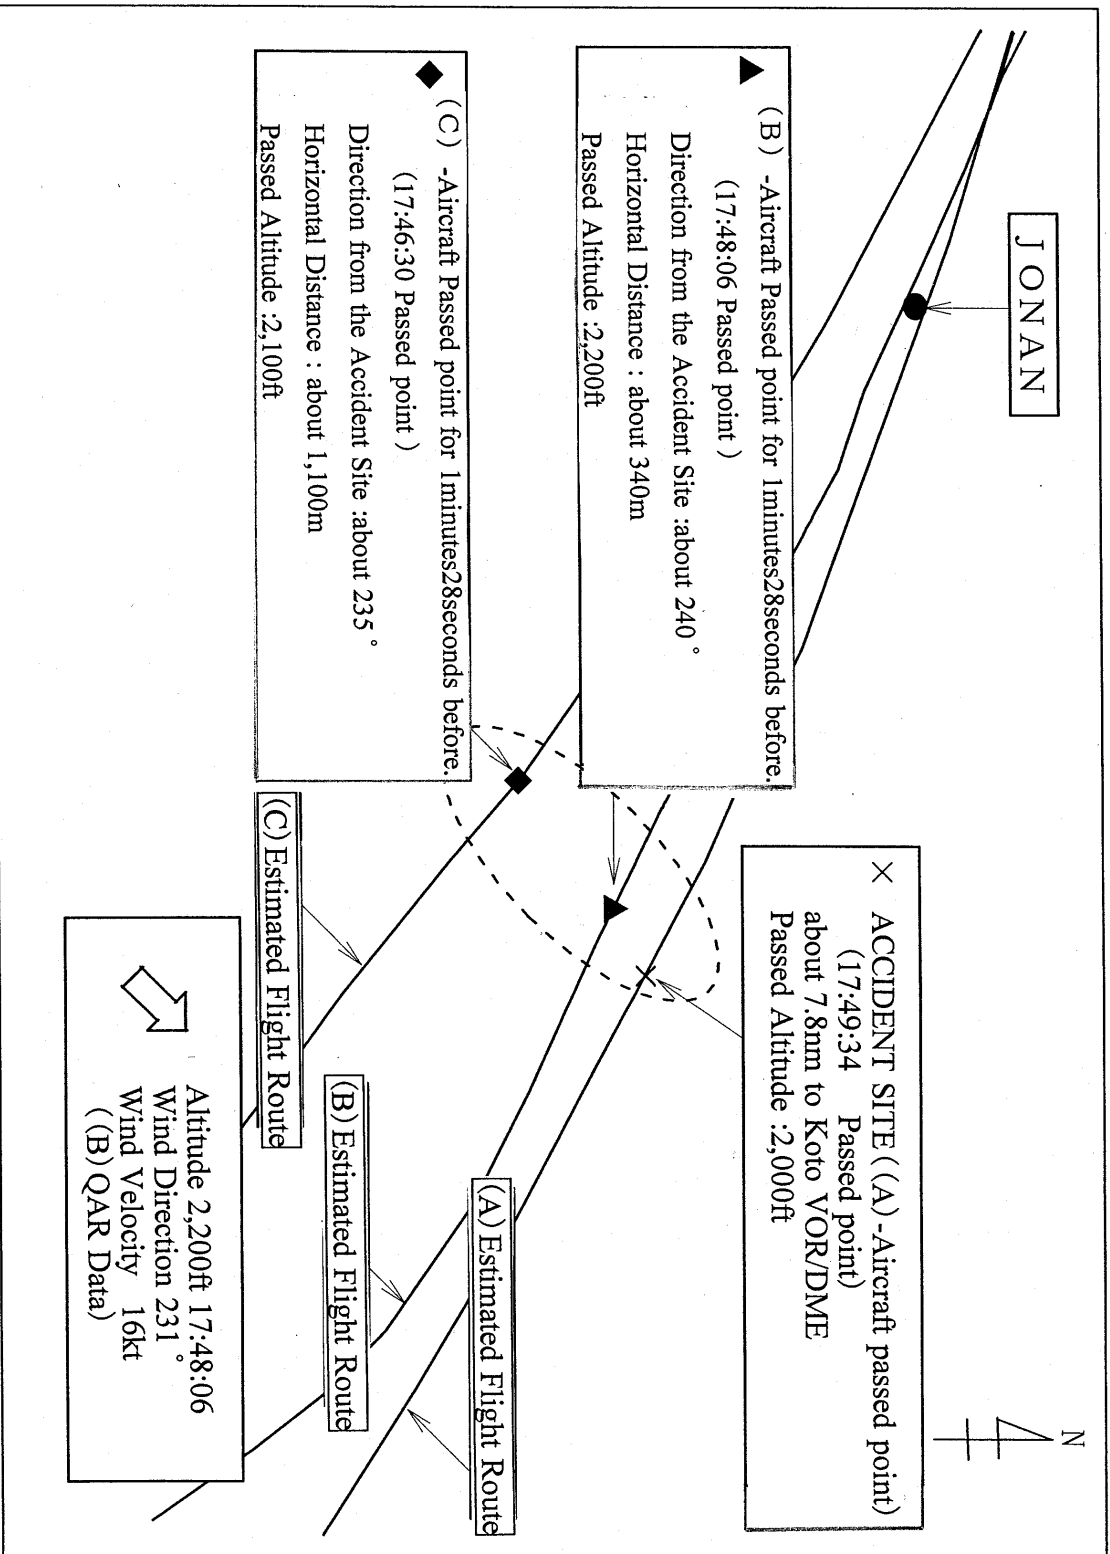 N
JONAN
× ACCIDENT SITE((A)-Aircraft passed point)
(17:49:34 Passed point)
about 7.8nm to Koto VOR/DME
Passed Altitude :2,000ft
▲ (B) -Aircraft Passed point for 1minutes28seconds before.
(17:48:06 Passed point )
Direction from the Accident Site :about 240°
Horizontal Distance : about 340m
Passed Altitude :2,200ft
◆ (C) -Aircraft Passed point for 1minutes28seconds before.
(17:46:30 Passed point )
Direction from the Accident Site :about 235°
Horizontal Distance : about 1,100m
Passed Altitude :2,100ft
(A)Estimated Flight Route
(B)Estimated Flight Route
(C)Estimated Flight Route
Altitude 2,200ft 17:48:06
Wind Direction 231°
Wind Velocity 16kt
((B)QAR Data)